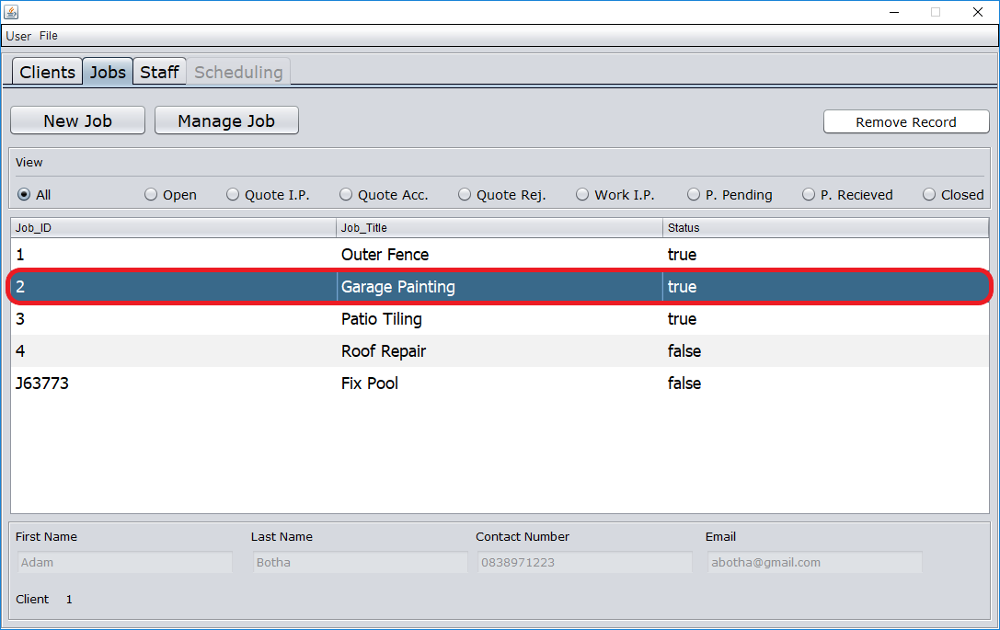 User File
Clients Jobs Staff Scheduling
New Job Manage Job Remove Record
View
All Open Quote I.P. Quote Acc. Quote Rej. Work I.P. P. Pending P. Recieved Closed
Job_ID Job_Title Status
1 Outer Fence true
2 Garage Painting true
3 Patio Tiling true
4 Roof Repair false
J63773 Fix Pool false
First Name Last Name Contact Number Email
Adam Botha 0838971223 abotha@gmail.com
Client 1